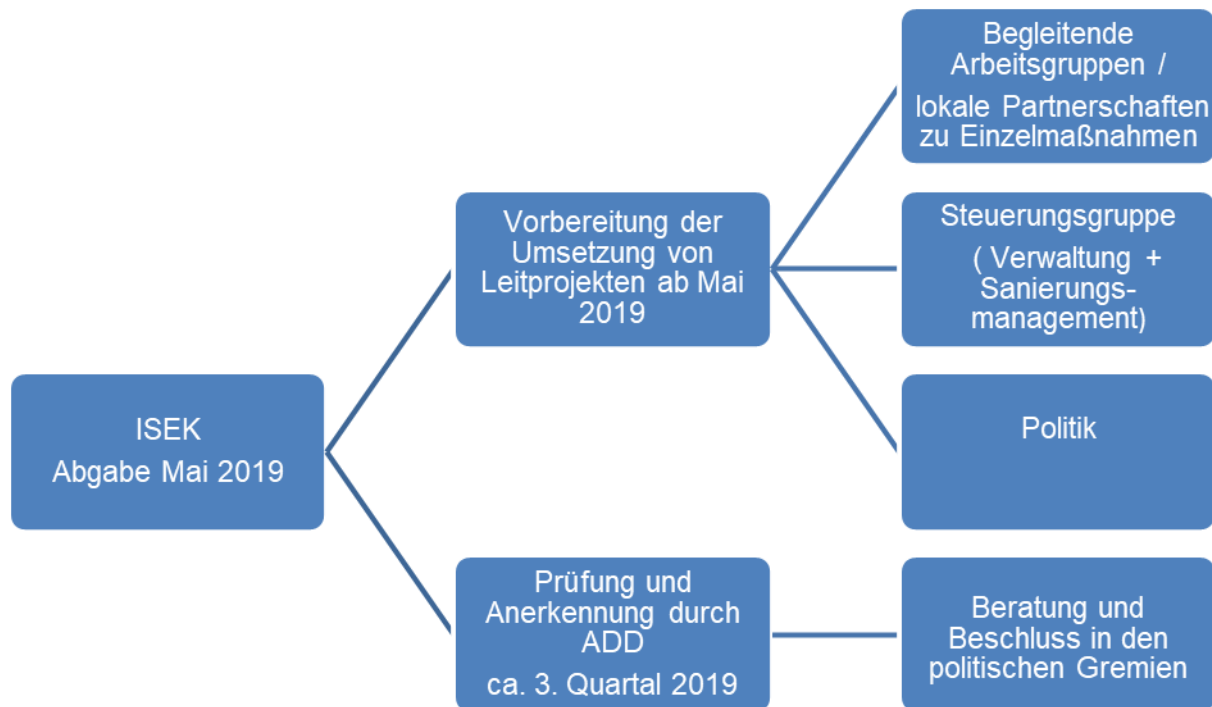 ISEK
Abgabe Mai 2019
Vorbereitung der
Umsetzung von
Leitprojekten ab Mai
2019
Prüfung und
Anerkennung durch
ADD
ca. 3. Quartal 2019
Begleitende
Arbeitsgruppen /
lokale Partnerschaften
zu Einzelmaßnahmen
Steuerungsgruppe
( Verwaltung +
Sanierungs-
management)
Politik
Beratung und
Beschluss in den
politischen Gremien